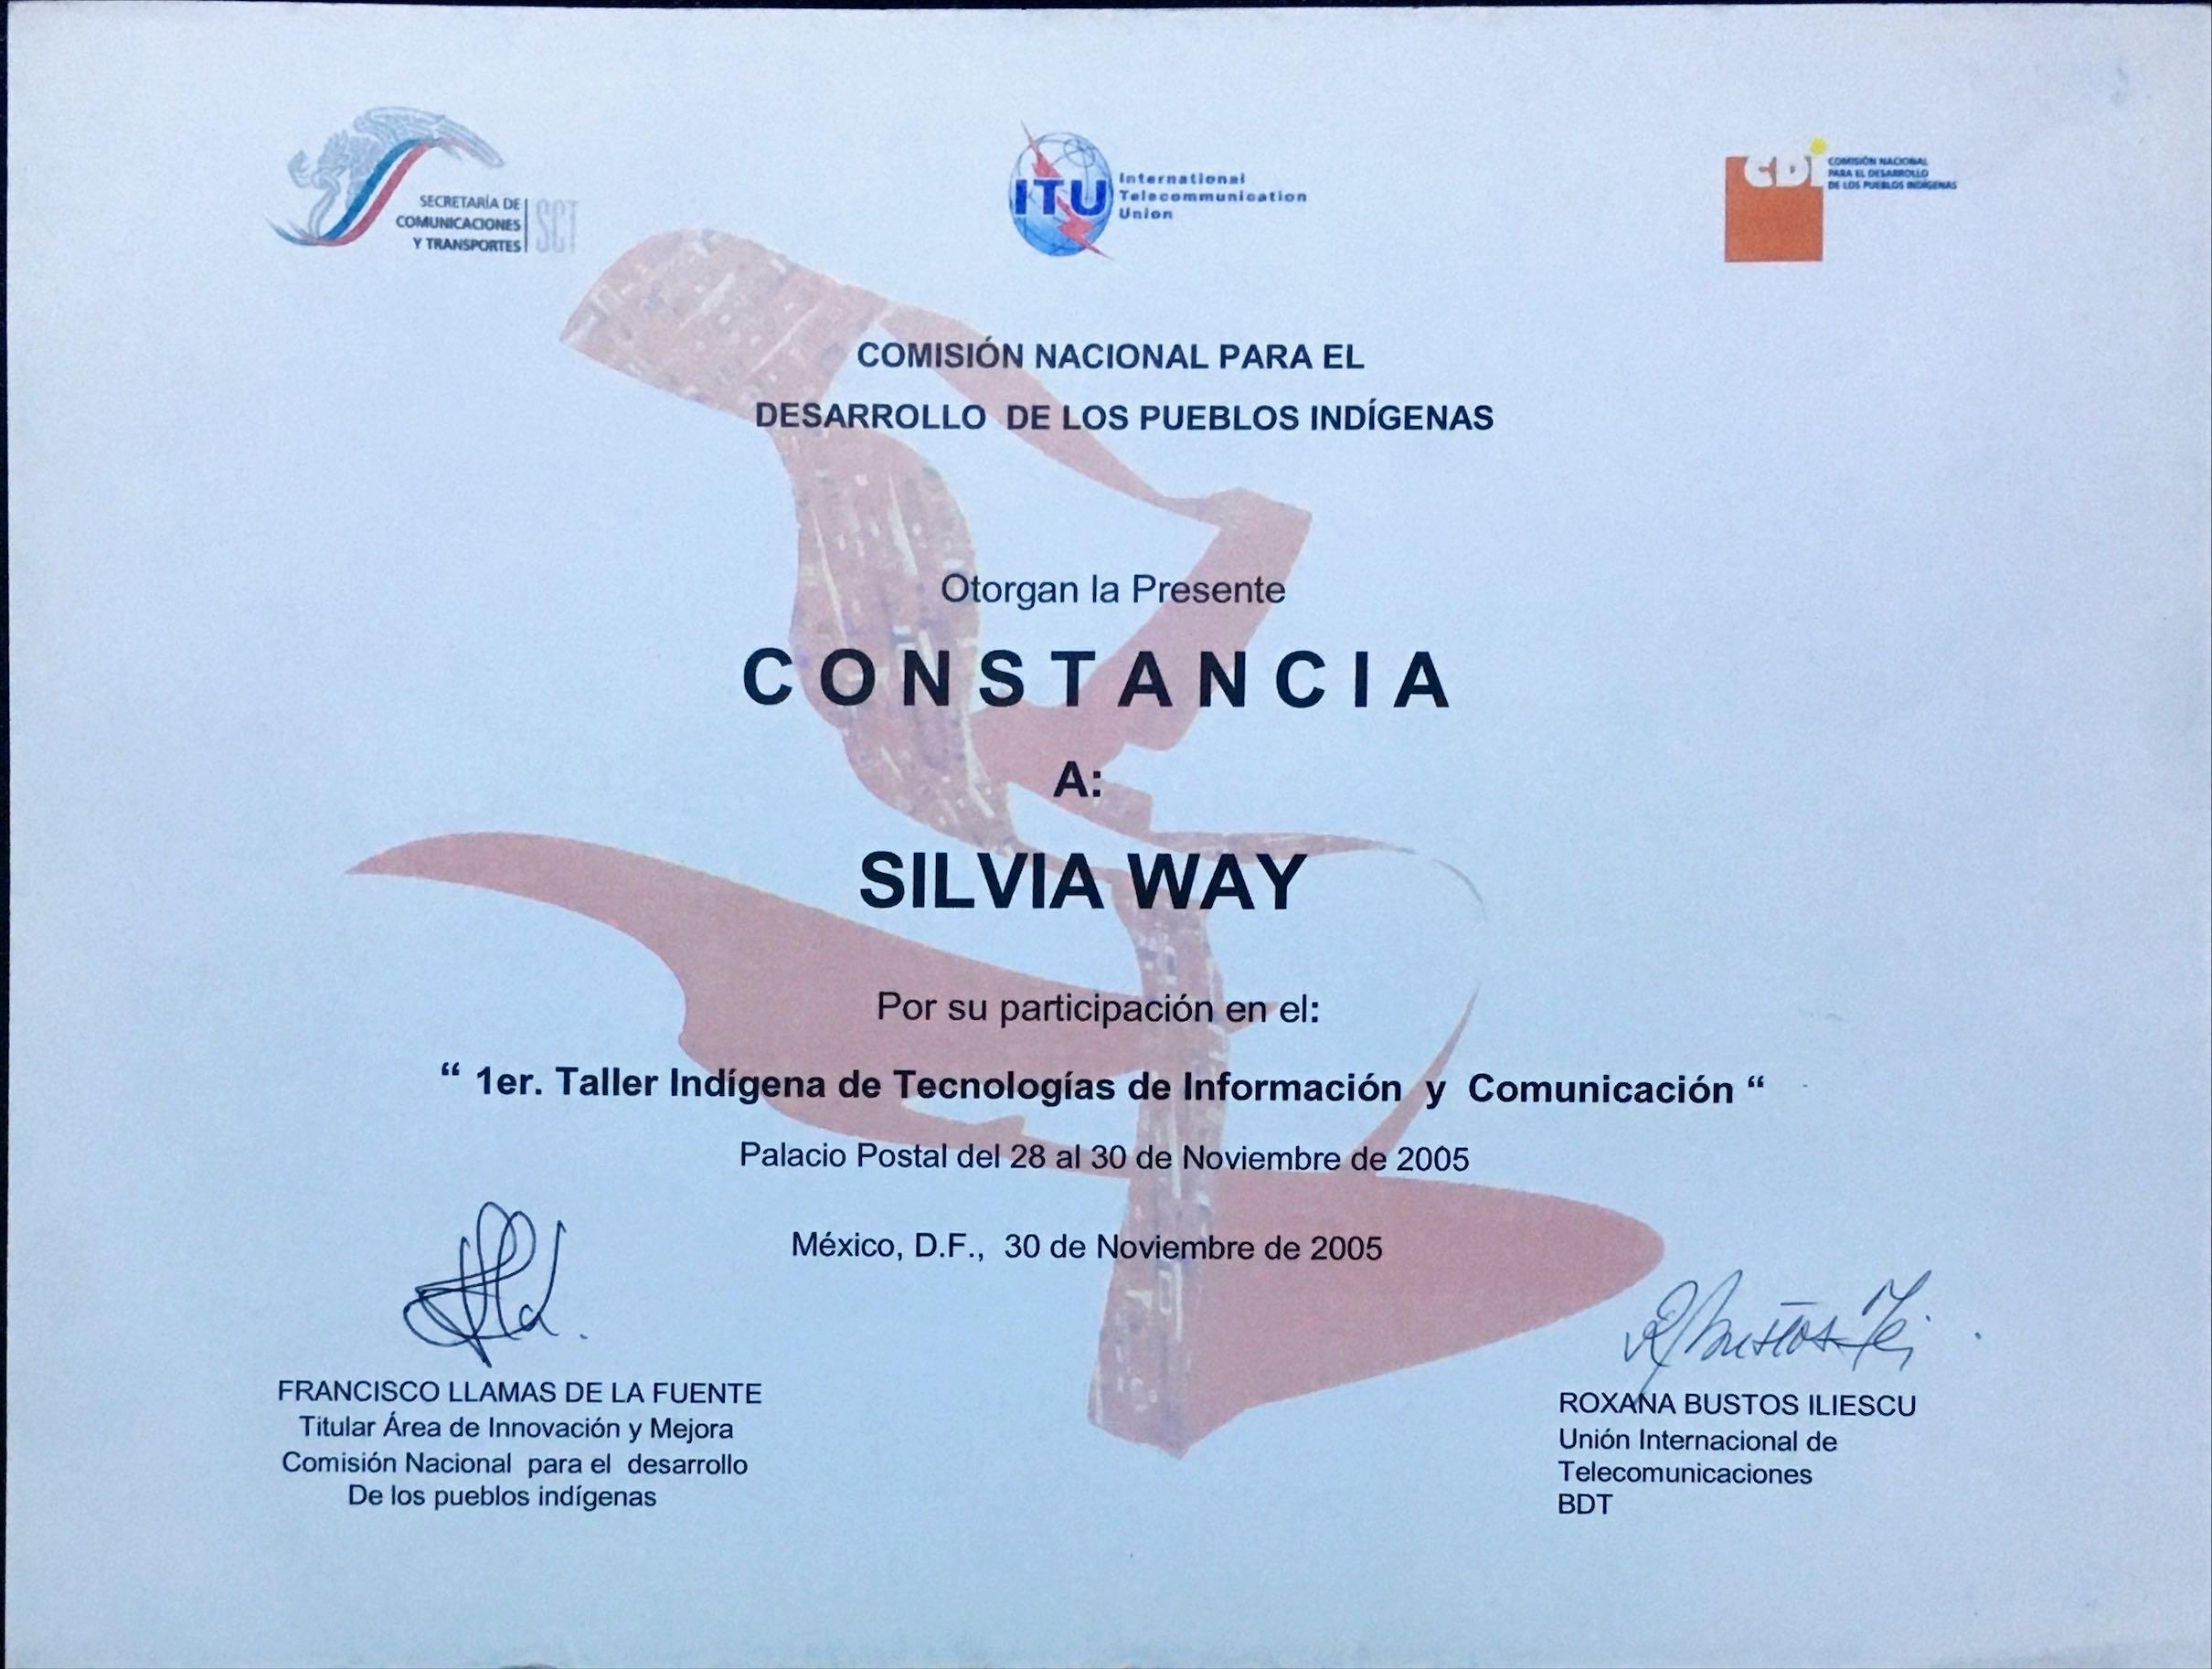 SECRETARÍA DE
COMUNICACIONES
Y TRANSPORTES
SCT
ITU
International
Telecommunication
Union
CDI
COMISIÓN NACIONAL
PARA EL DESARROLLO
DE LOS PUEBLOS INDÍGENAS
COMISIÓN NACIONAL PARA EL
DESARROLLO DE LOS PUEBLOS INDÍGENAS
Otorgan la Presente
CONSTANCIA
A:
SILVIA WAY
Por su participación en el:
“ 1er. Taller Indígena de Tecnologías de Información y Comunicación “
Palacio Postal del 28 al 30 de Noviembre de 2005
México, D.F., 30 de Noviembre de 2005
FRANCISCO LLAMAS DE LA FUENTE
Titular Área de Innovación y Mejora
Comisión Nacional para el desarrollo
De los pueblos indígenas
ROXANA BUSTOS ILIESCU
Unión Internacional de
Telecomunicaciones
BDT